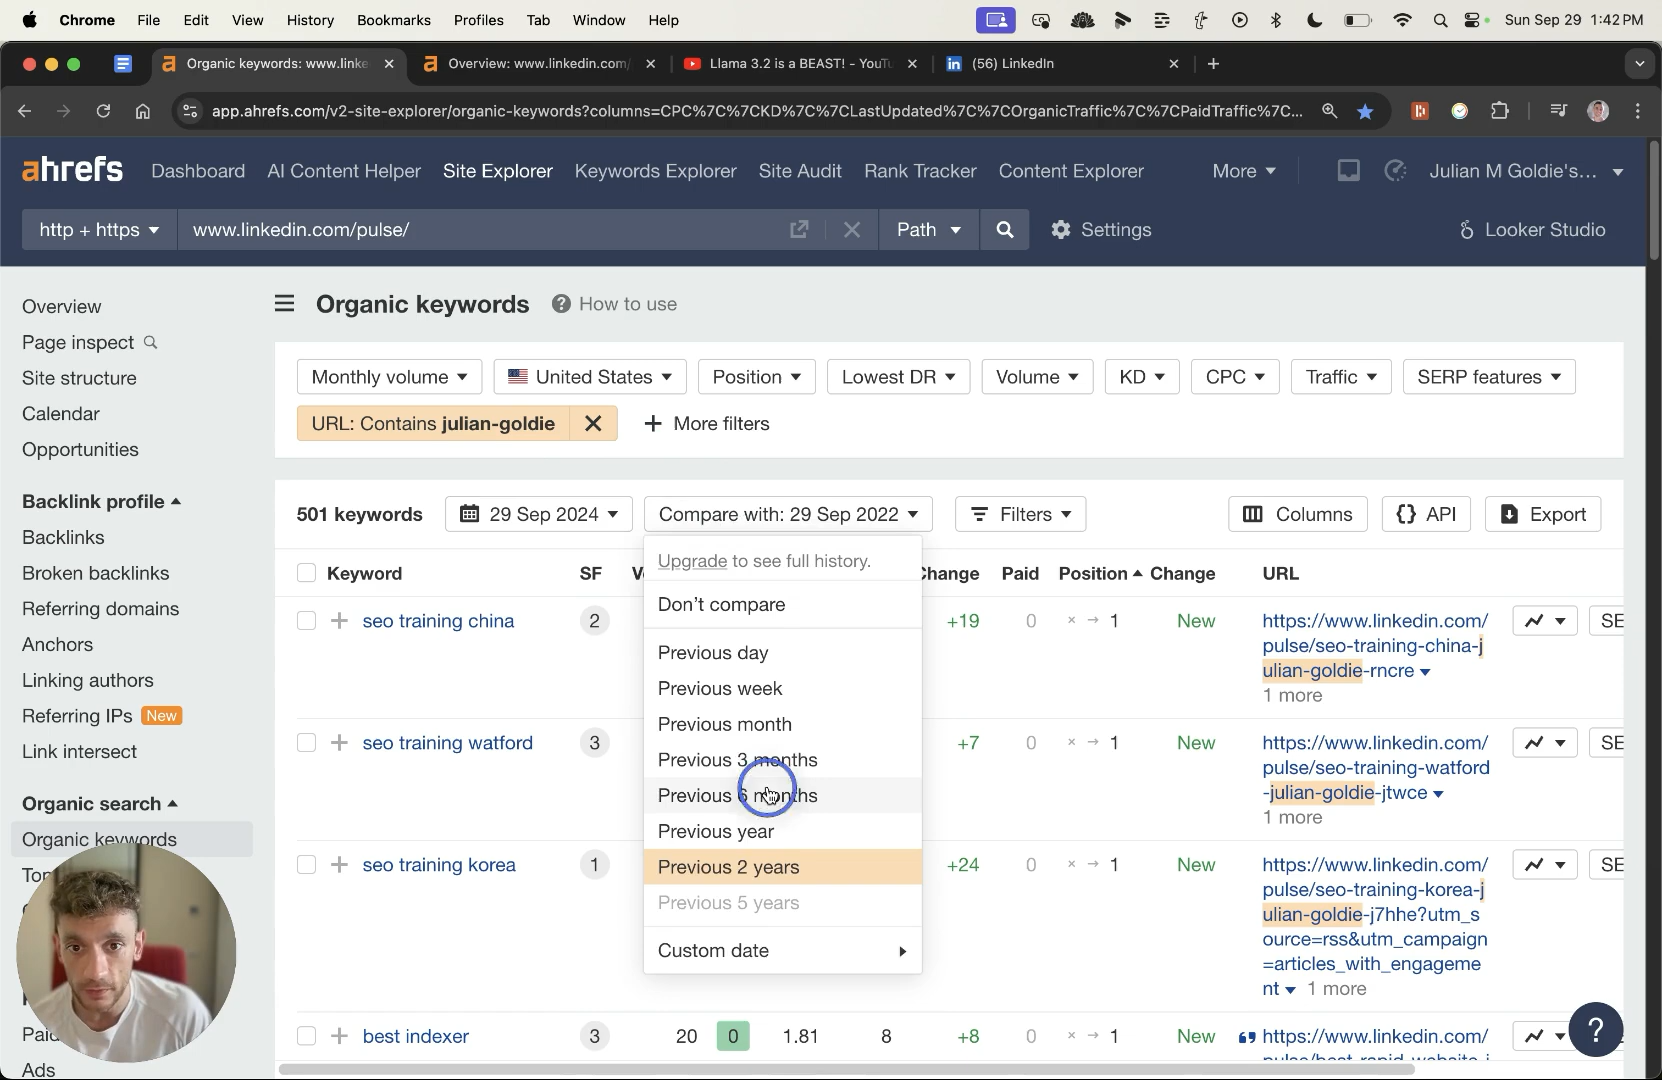 Chrome File Edit View History Bookmarks Profiles Tab Window Help Sun Sep 29 1:42 PM
Organic keywords: www.linke Overview: www.linkedin.com/ Llama 3.2 is a BEAST! - YouTu (56) LinkedIn
app.ahrefs.com/v2-site-explorer/organic-keywords?columns=CPC%7C%7CKD%7C%7CLastUpdated%7C%7COrganicTraffic%7C%7CPaidTraffic%7C...
ahrefs Dashboard AI Content Helper Site Explorer Keywords Explorer Site Audit Rank Tracker Content Explorer More Julian M Goldie's...
http + https www.linkedin.com/pulse/ Path Settings Looker Studio
Overview
Page inspect
Site structure
Calendar
Opportunities
Backlink profile
Backlinks
Broken backlinks
Referring domains
Anchors
Linking authors
Referring IPs New
Link intersect
Organic search
Organic keywords
Ads
Organic keywords ? How to use
Monthly volume United States Position Lowest DR Volume KD CPC Traffic SERP features
URL: Contains julian-goldie + More filters
501 keywords 29 Sep 2024 Compare with: 29 Sep 2022 Filters Columns {} API Export
Keyword SF Change Paid Position Change URL
Upgrade to see full history.
Don't compare
Previous day
Previous week
Previous month
Previous 3 months
Previous 6 months
Previous year
Previous 2 years
Previous 5 years
Custom date
seo training china 2 +19 0 × → 1 New https://www.linkedin.com/
pulse/seo-training-china-j
ulian-goldie-rncre
1 more
seo training watford 3 +7 0 × → 1 New https://www.linkedin.com/
pulse/seo-training-watford
-julian-goldie-jtwce
1 more
seo training korea 1 +24 0 × → 1 New https://www.linkedin.com/
pulse/seo-training-korea-j
ulian-goldie-j7hhe?utm_s
ource=rss&utm_campaign
=articles_with_engageme
nt 1 more
best indexer 3 20 0 1.81 8 +8 0 × → 1 New https://www.linkedin.com/
?